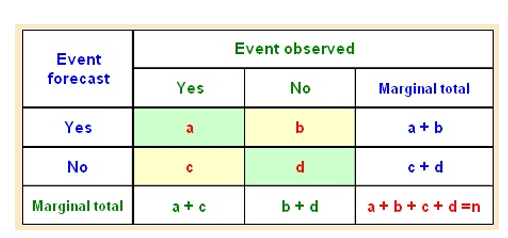 Event forecast
Event observed
Yes
No
Marginal total
Yes
a
b
a + b
No
c
d
c + d
Marginal total
a + c
b + d
a + b + c + d =n